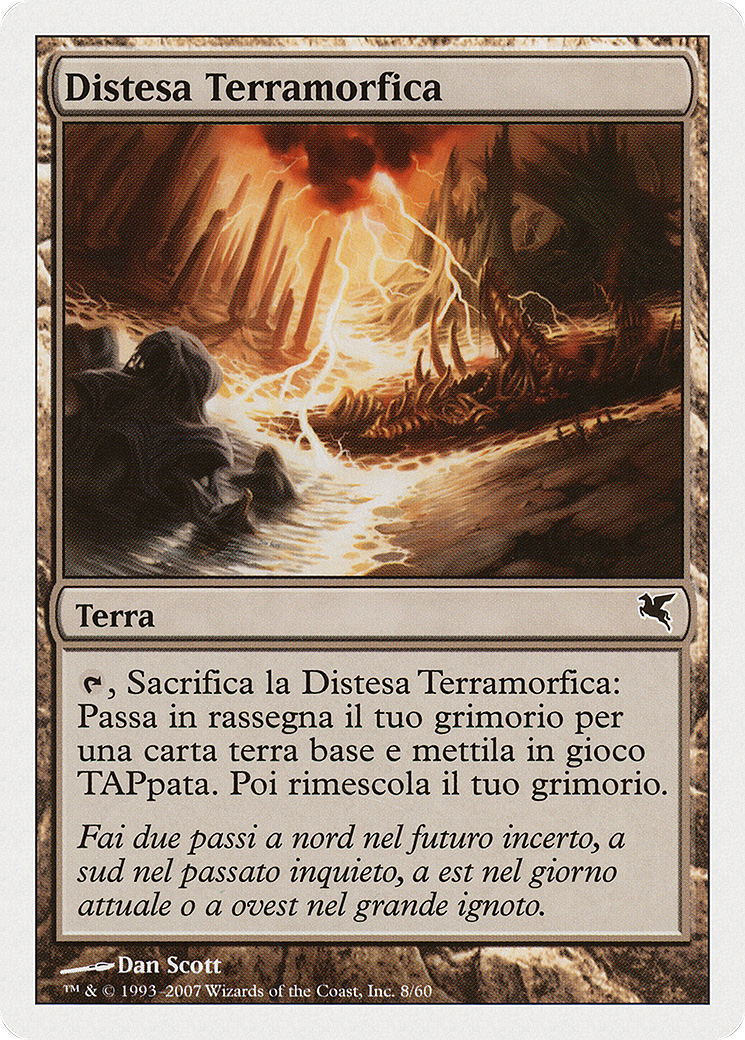 Distesa Terramorfica
Terra
, Sacrifica la Distesa Terramorfica:
Passa in rassegna il tuo grimorio per
una carta terra base e mettila in gioco
TAPpata. Poi rimescola il tuo grimorio.
Fai due passi a nord nel futuro incerto, a
sud nel passato inquieto, a est nel giorno
attuale o a ovest nel grande ignoto.
Dan Scott
™ & © 1993–2007 Wizards of the Coast, Inc. 8/60